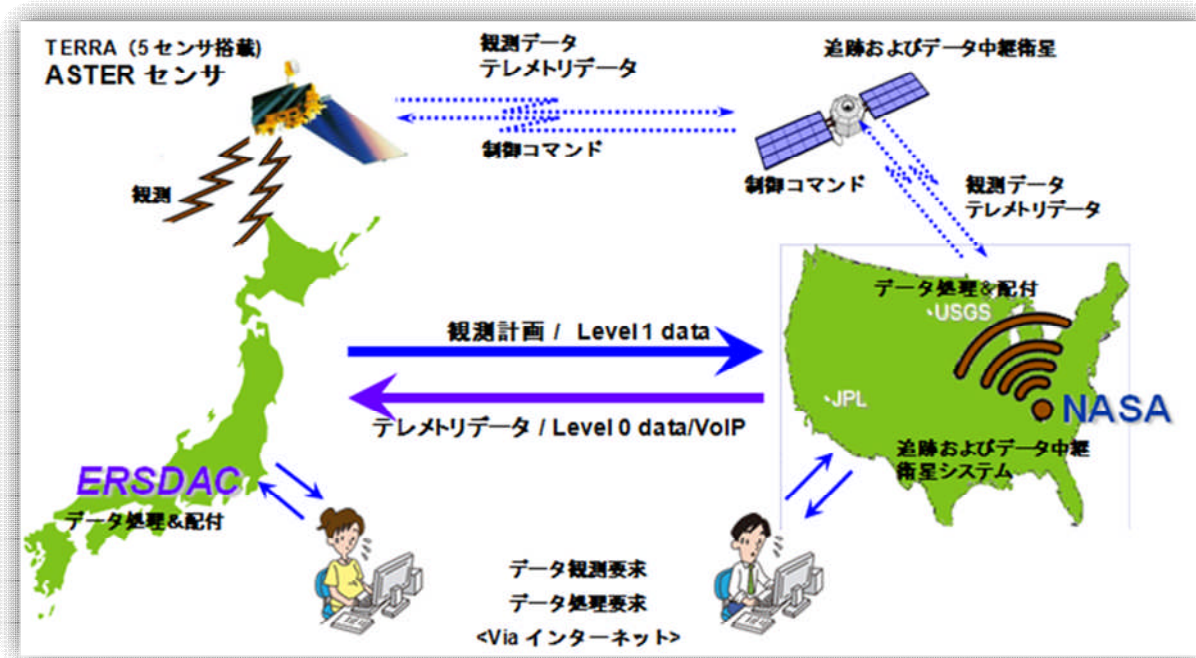 TERRA (5 センサ搭載)
ASTER センサ
観測データ
テレメトリデータ
追跡およびデータ中継衛星
制御コマンド
制御コマンド
観測データ
テレメトリデータ
観測
データ処理&配付
USGS
観測計画 / Level 1 data
JPL
NASA
テレメトリデータ / Level 0 data/VoIP
追跡およびデータ中継
衛星システム
ERSDAC
データ処理&配付
データ観測要求
データ処理要求
<Via インターネット>